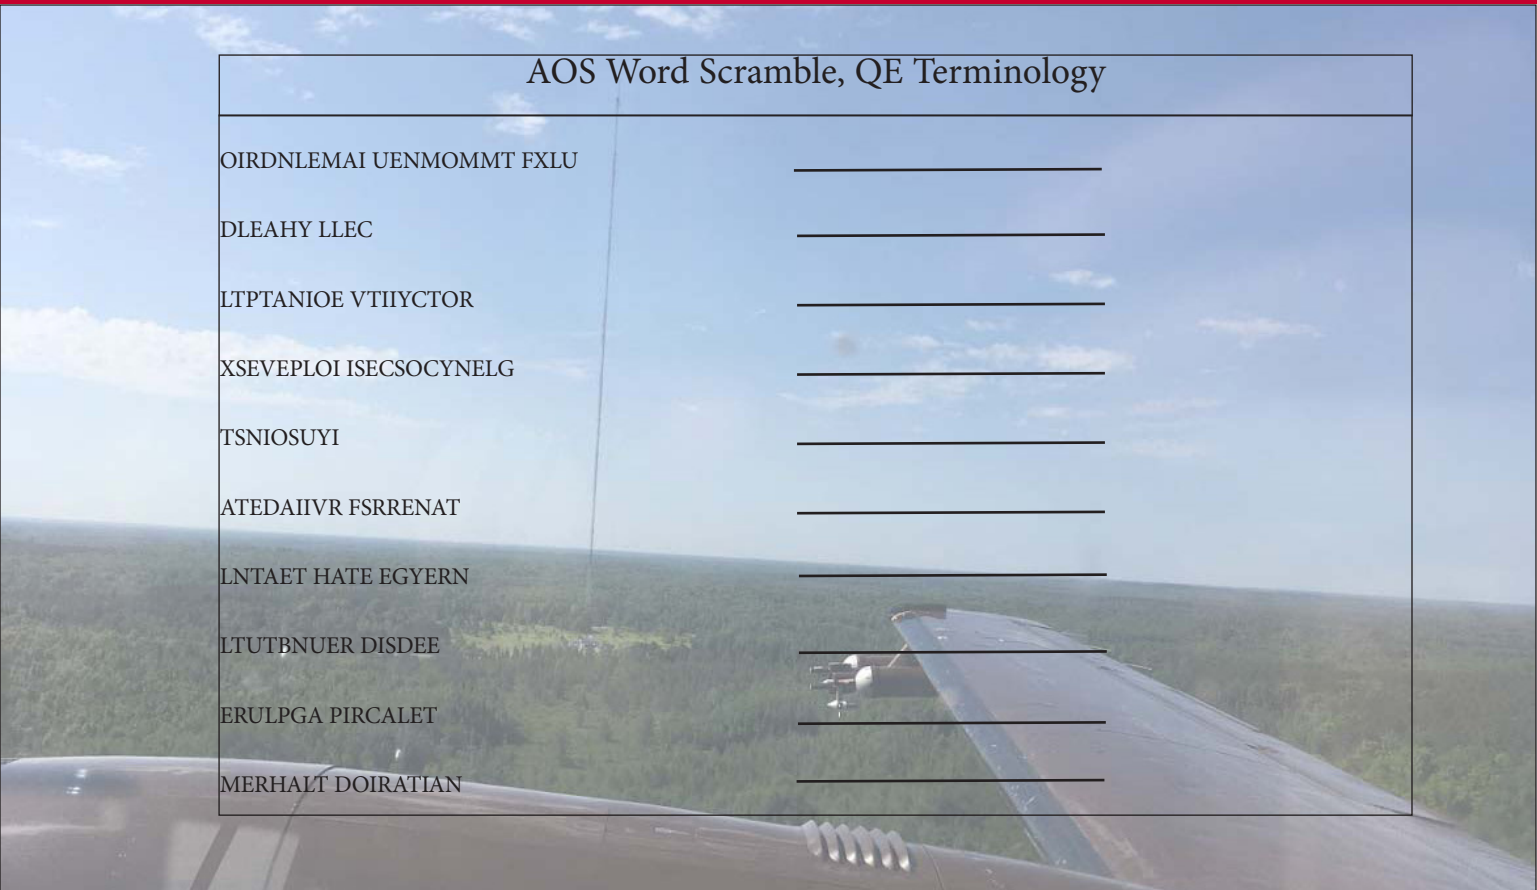 AOS Word Scramble, QE Terminology
OIRDNLEMAI UENMOMMT FXLU
DLEAHY LLEC
LTPTANIOE VTIIYCTOR
XSEVEPLOI ISECSOCYNELG
TSNIOSUYI
ATEDAIIVR FSRRENAT
LNTAET HATE EGYERN
LTUTBNUER DISDEE
ERULPGA PIRCALET
MERHALT DOIRATIAN